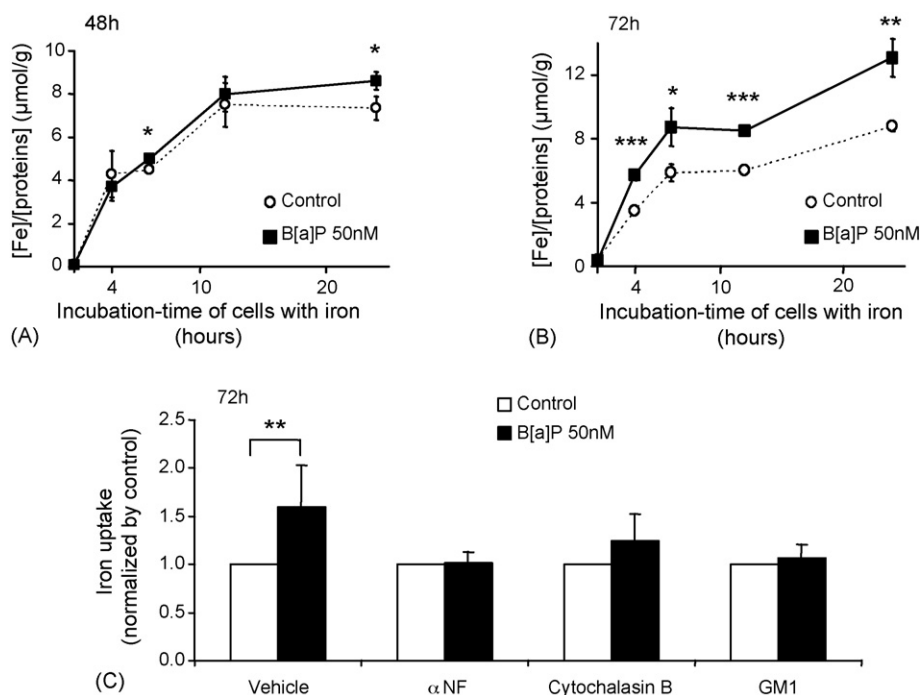 48h
[Fe]/[proteins] (µmol/g)
10
8
6
4
2
0
*
*
Control
B[a]P 50nM
4
10
20
Incubation-time of cells with iron
(hours)
(A)
72h
[Fe]/[proteins] (µmol/g)
12
8
4
0
***
*
***
**
Control
B[a]P 50nM
4
10
20
Incubation-time of cells with iron
(hours)
(B)
72h
Control
B[a]P 50nM
Iron uptake
(normalized by control)
2.5
2.0
1.5
1.0
0.5
0.0
**
Vehicle
αNF
Cytochalasin B
GM1
(C)